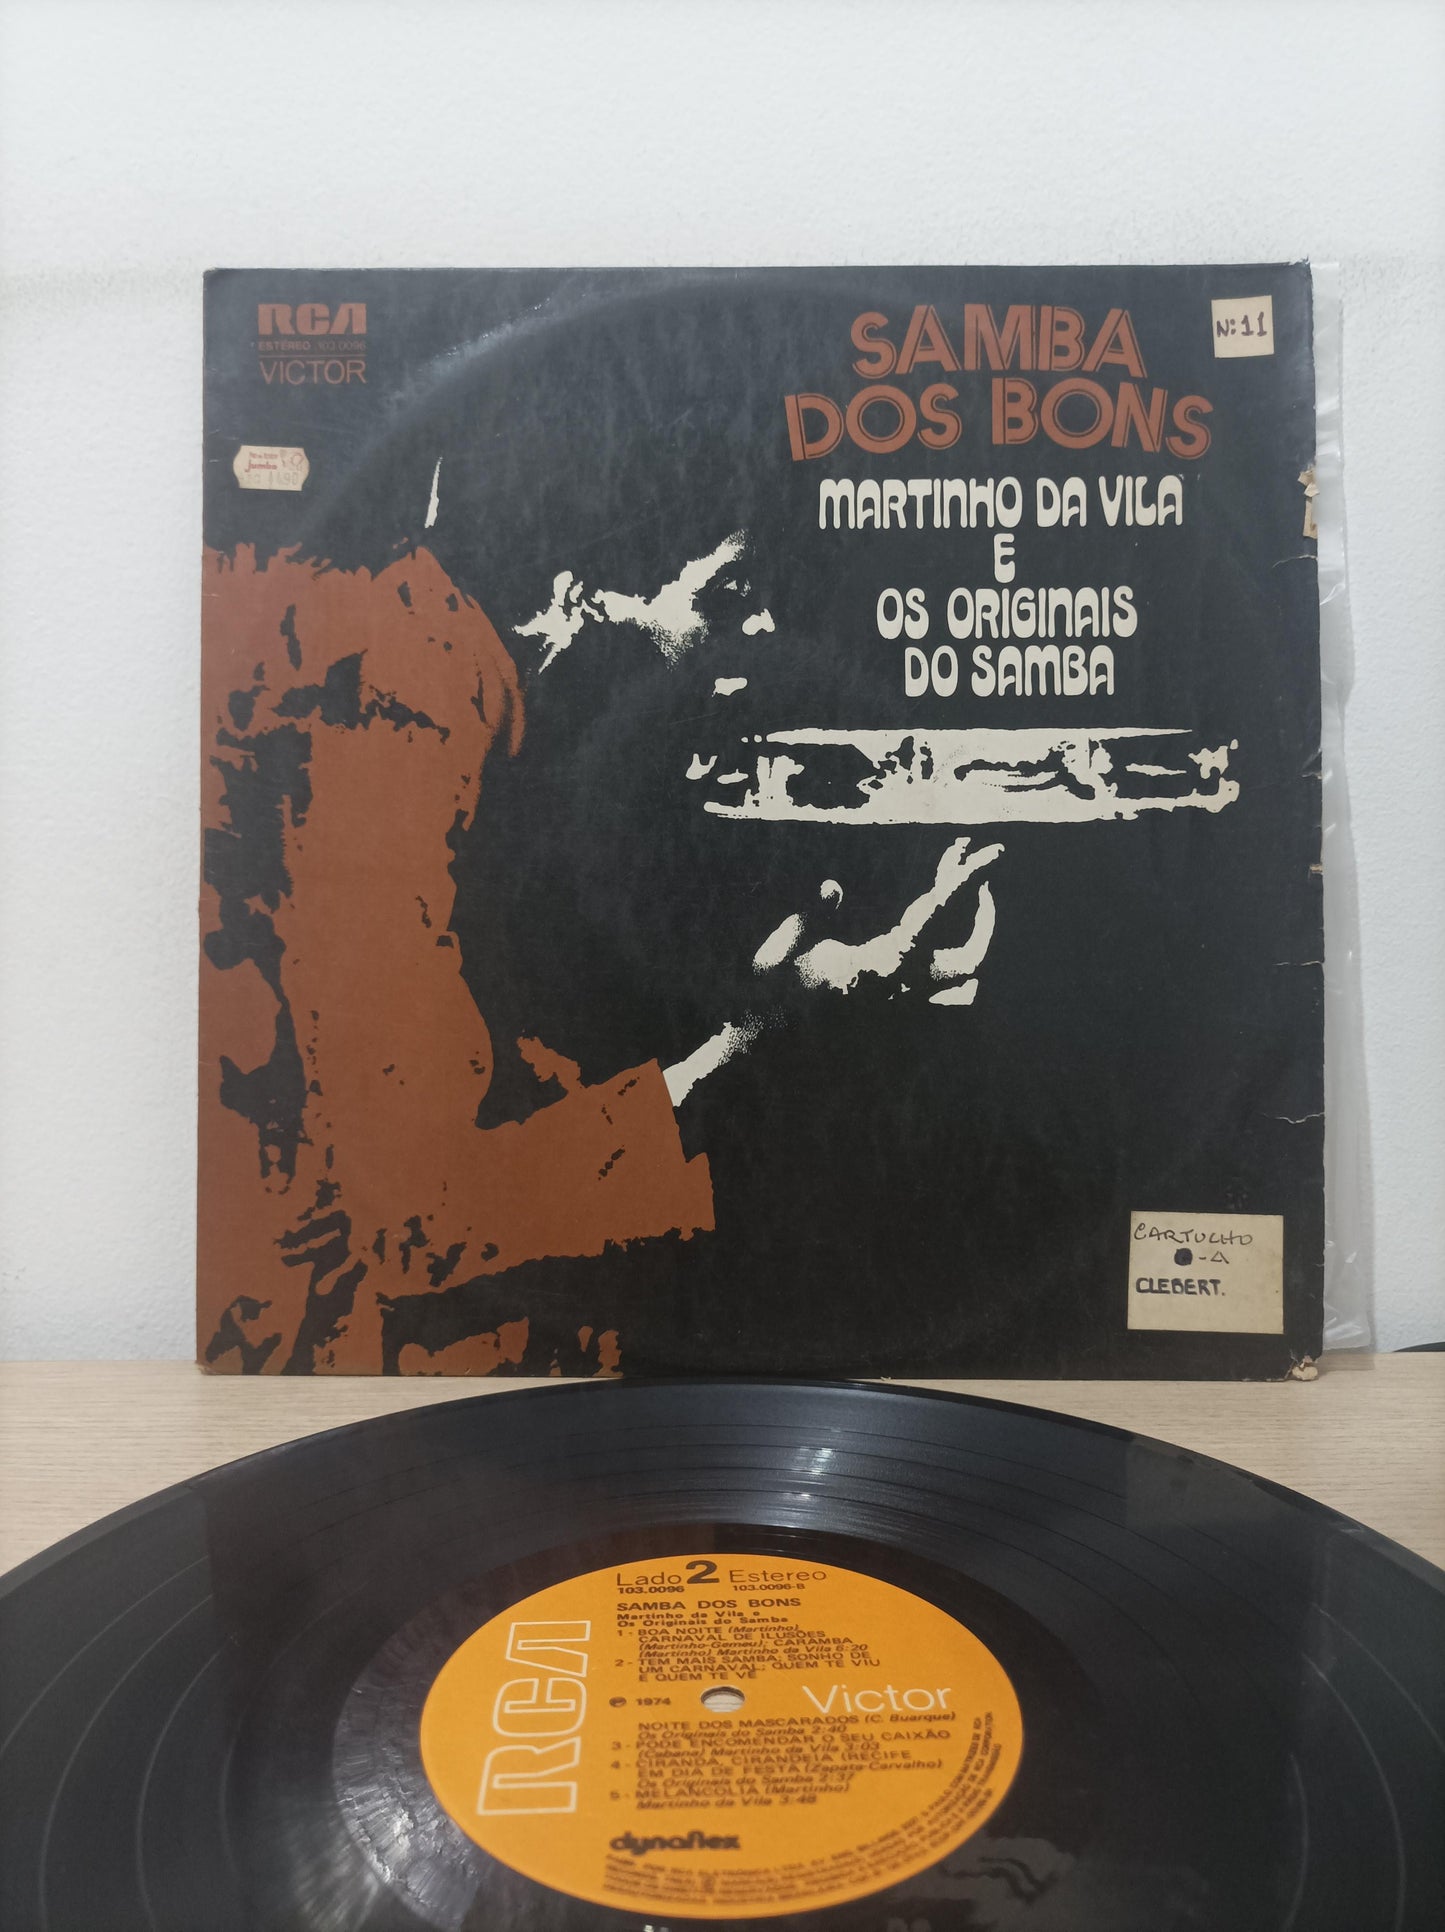 RCA
ESTÉREO 103.0096
VICTOR
SAMBA
DOS BONS
Nº:11
MARTINHO DA VILA
E
OS ORIGINAIS
DO SAMBA
Jumbo
CARTUCHO
-A
CLEBERT.
Lado 2 Estereo
103.0096 103.0096-B
SAMBA DOS BONS
Martinho da Vila e
Os Originais do Samba
1 - BOA NOITE (Martinho)
CARNAVAL DE ILUSÕES
(Martinho-Gemeu); CARAMBA
(Martinho) Martinho da Vila 6:20
2 - TEM MAIS SAMBA; SONHO DE
UM CARNAVAL; QUEM TE VIU
E QUEM TE VÊ
℗ 1974
RCA
Victor
NOITE DOS MASCARADOS (C. Buarque)
Os Originais do Samba 2:40
3 - PODE ENCOMENDAR O SEU CAIXÃO
(Cabana) Martinho da Vila 3:03
4 - CIRANDA, CIRANDEIA (RECIFE
EM DIA DE FESTA (Zapata-Carvalho)
Os Originais do Samba 2:37
5 - MELANCOLIA (Martinho)
Martinho da Vila 3:48
dynaflex